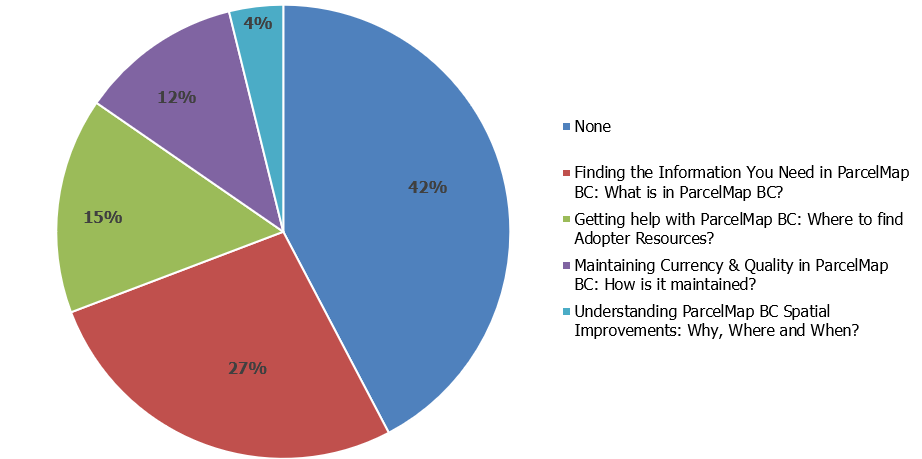 4%
12%
42%
15%
27%
None
Finding the Information You Need in ParcelMap
BC: What is in ParcelMap BC?
Getting help with ParcelMap BC: Where to find
Adopter Resources?
Maintaining Currency & Quality in ParcelMap
BC: How is it maintained?
Understanding ParcelMap BC Spatial
Improvements: Why, Where and When?